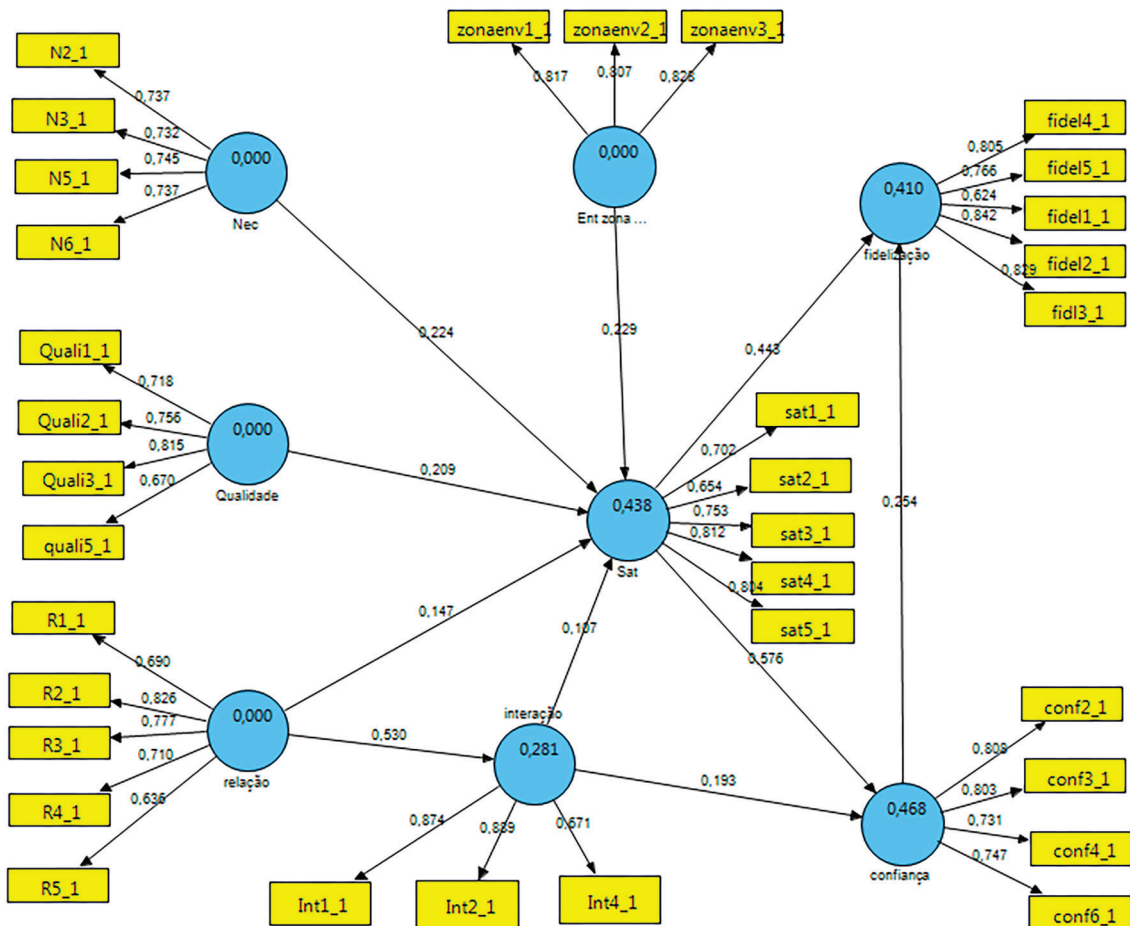 zonaenv1_1
zonaenv2_1
zonaenv3_1
0,817
0,807
0,828
0,000
Ent zona ...
N2_1
N3_1
N5_1
N6_1
0,737
0,732
0,745
0,737
0,000
Nec
0,224
0,229
fidel4_1
fidel5_1
fidel1_1
fidel2_1
fidl3_1
0,805
0,766
0,624
0,842
0,829
0,410
fidelização
0,443
Quali1_1
Quali2_1
Quali3_1
quali5_1
0,718
0,756
0,815
0,670
0,000
Qualidade
0,209
sat1_1
sat2_1
sat3_1
sat4_1
sat5_1
0,702
0,654
0,753
0,812
0,804
0,438
Sat
0,254
0,147
0,107
0,576
R1_1
R2_1
R3_1
R4_1
R5_1
0,690
0,826
0,777
0,710
0,636
0,000
relação
0,530
interação
0,281
0,193
0,874
0,889
0,671
Int1_1
Int2_1
Int4_1
conf2_1
conf3_1
conf4_1
conf6_1
0,808
0,803
0,731
0,747
0,468
confiança